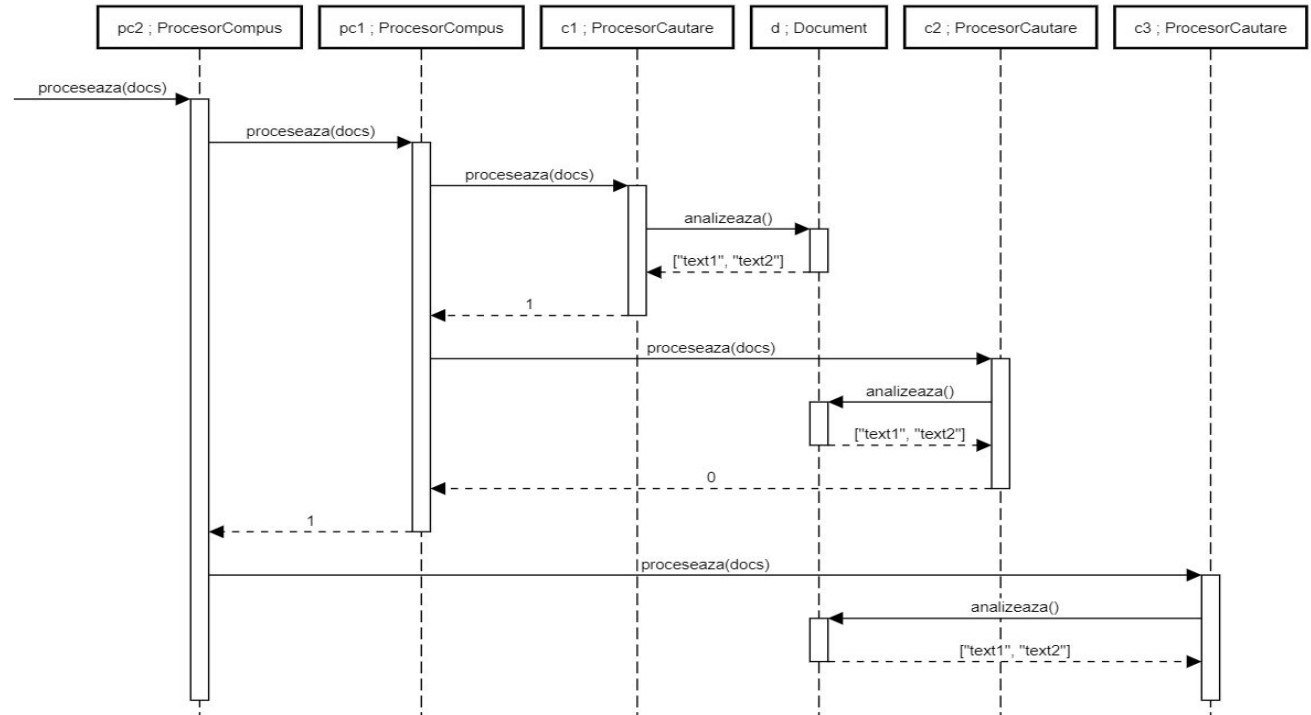 pc2 ; ProcesorCompus
pc1 ; ProcesorCompus
c1 ; ProcesorCautare
d ; Document
c2 ; ProcesorCautare
c3 ; ProcesorCautare
proceseaza(docs)
proceseaza(docs)
proceseaza(docs)
analizeaza()
["text1", "text2"]
1
proceseaza(docs)
analizeaza()
["text1", "text2"]
0
1
proceseaza(docs)
analizeaza()
["text1", "text2"]